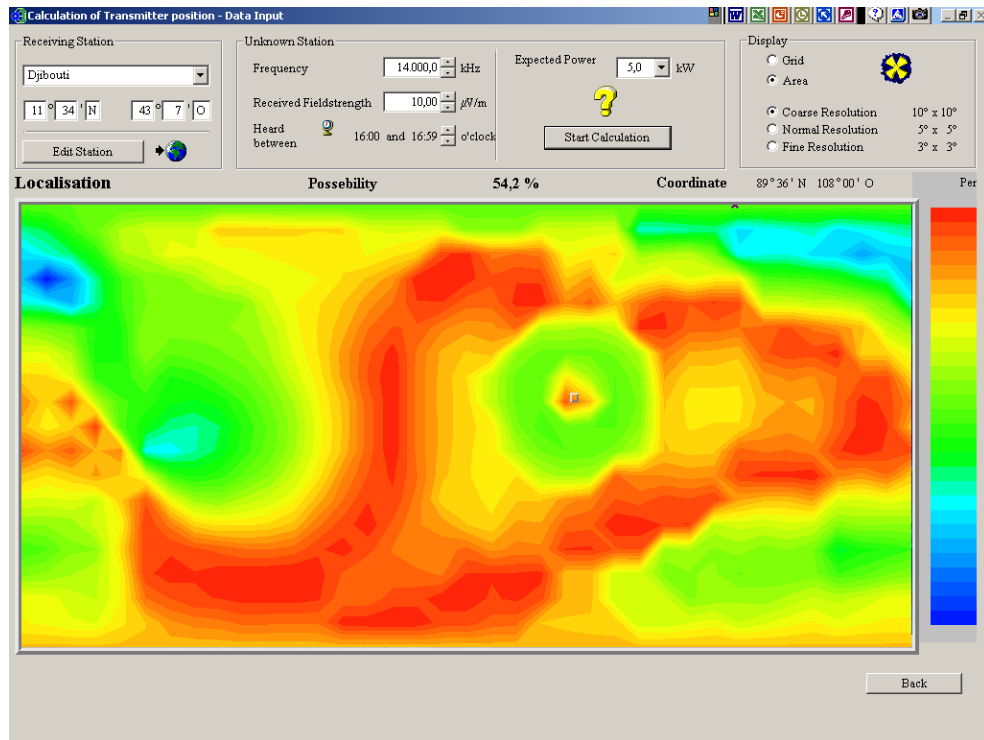 Calculation of Transmitter position - Data Input
Receiving Station
Djibouti
11 ° 34 ' N 43 ° 7 ' O
Edit Station
Unknown Station
Frequency 14.000,0 kHz
Received Fieldstrength 10,00 µV/m
Heard between 16:00 and 16:59 o'clock
Expected Power 5,0 kW
Start Calculation
Display
Grid
Area
Coarse Resolution 10° x 10°
Normal Resolution 5° x 5°
Fine Resolution 3° x 3°
Localisation Possebility 54,2 % Coordinate 89°36' N 108°00' O Per
Back